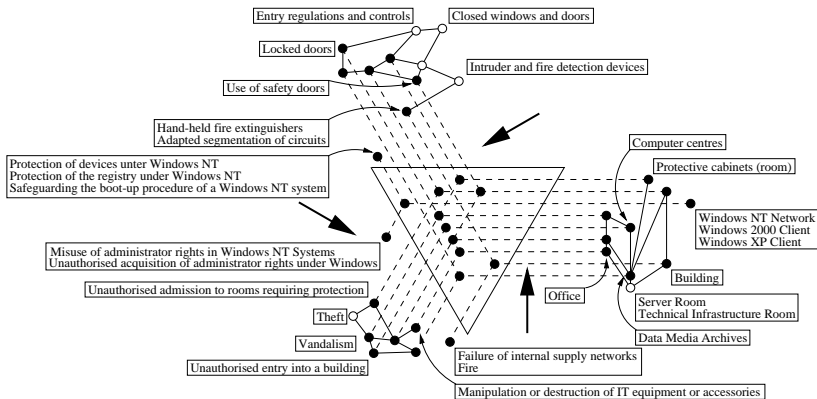 Entry regulations and controls
Closed windows and doors
Locked doors
Intruder and fire detection devices
Use of safety doors
Hand-held fire extinguishers
Adapted segmentation of circuits
Computer centres
Protection of devices unter Windows NT
Protection of the registry under Windows NT
Safeguarding the boot-up procedure of a Windows NT system
Protective cabinets (room)
Windows NT Network
Windows 2000 Client
Windows XP Client
Misuse of administrator rights in Windows NT Systems
Unauthorised acquisition of administrator rights under Windows
Building
Unauthorised admission to rooms requiring protection
Office
Server Room
Technical Infrastructure Room
Theft
Data Media Archives
Vandalism
Unauthorised entry into a building
Failure of internal supply networks
Fire
Manipulation or destruction of IT equipment or accessories